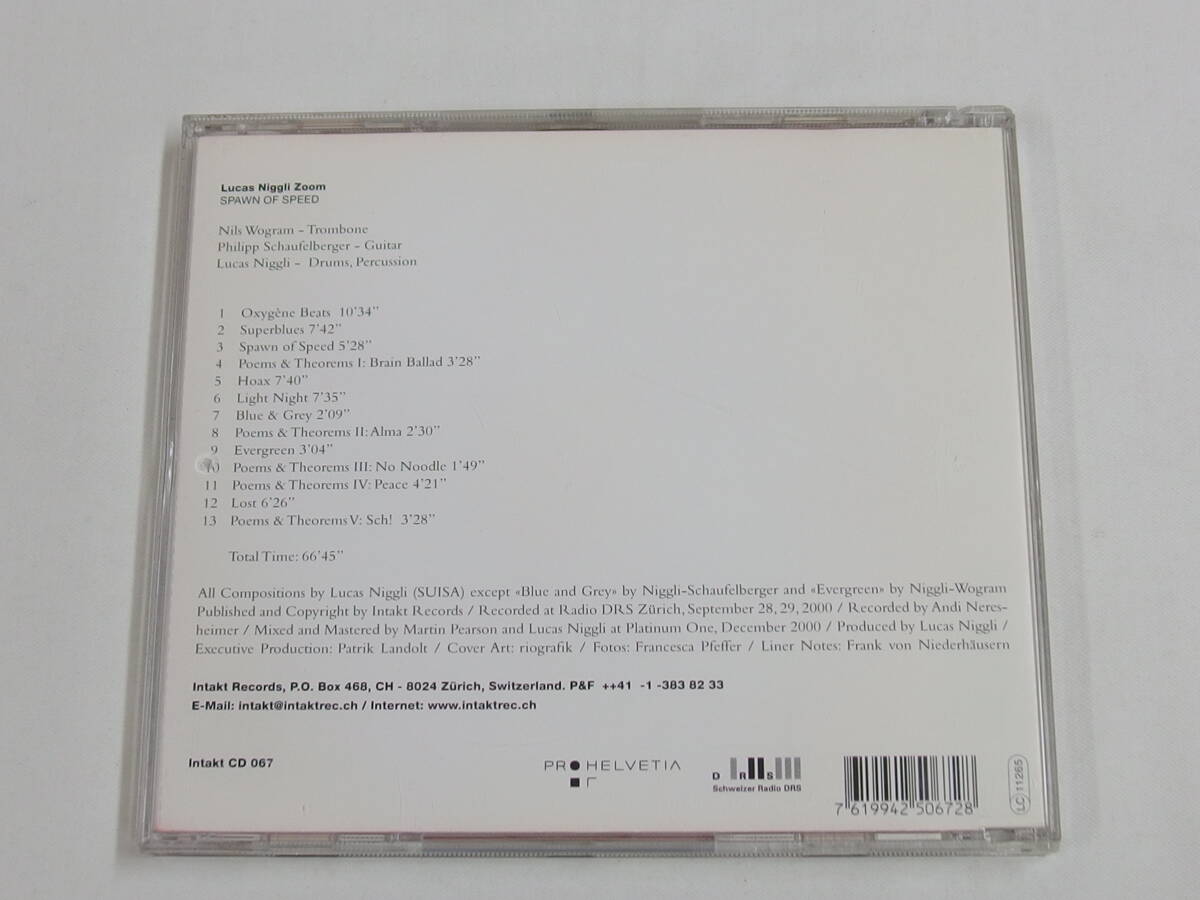 Lucas Niggli Zoom
SPAWN OF SPEED
Nils Wogram – Trombone
Philipp Schaufelberger – Guitar
Lucas Niggli – Drums, Percussion
1 Oxygène Beats 10'34"
2 Superblues 7'42"
3 Spawn of Speed 5'28"
4 Poems & Theorems I: Brain Ballad 3'28"
5 Hoax 7'40"
6 Light Night 7'35"
7 Blue & Grey 2'09"
8 Poems & Theorems II: Alma 2'30"
9 Evergreen 3'04"
10 Poems & Theorems III: No Noodle 1'49"
11 Poems & Theorems IV: Peace 4'21"
12 Lost 6'26"
13 Poems & Theorems V: Sch! 3'28"
Total Time: 66'45"
All Compositions by Lucas Niggli (SUISA) except «Blue and Grey» by Niggli-Schaufelberger and «Evergreen» by Niggli-Wogram
Published and Copyright by Intakt Records / Recorded at Radio DRS Zürich, September 28, 29, 2000 / Recorded by Andi Neres-
heimer / Mixed and Mastered by Martin Pearson and Lucas Niggli at Platinum One, December 2000 / Produced by Lucas Niggli /
Executive Production: Patrik Landolt / Cover Art: riografik / Fotos: Francesca Pfeffer / Liner Notes: Frank von Niederhäusern
Intakt Records, P.O. Box 468, CH - 8024 Zürich, Switzerland. P&F ++41 -1 -383 82 33
E-Mail: intakt@intaktrec.ch / Internet: www.intaktrec.ch
Intakt CD 067
PRO HELVETIA
D R S
Schweizer Radio DRS
7 619942 506728
LC 11265